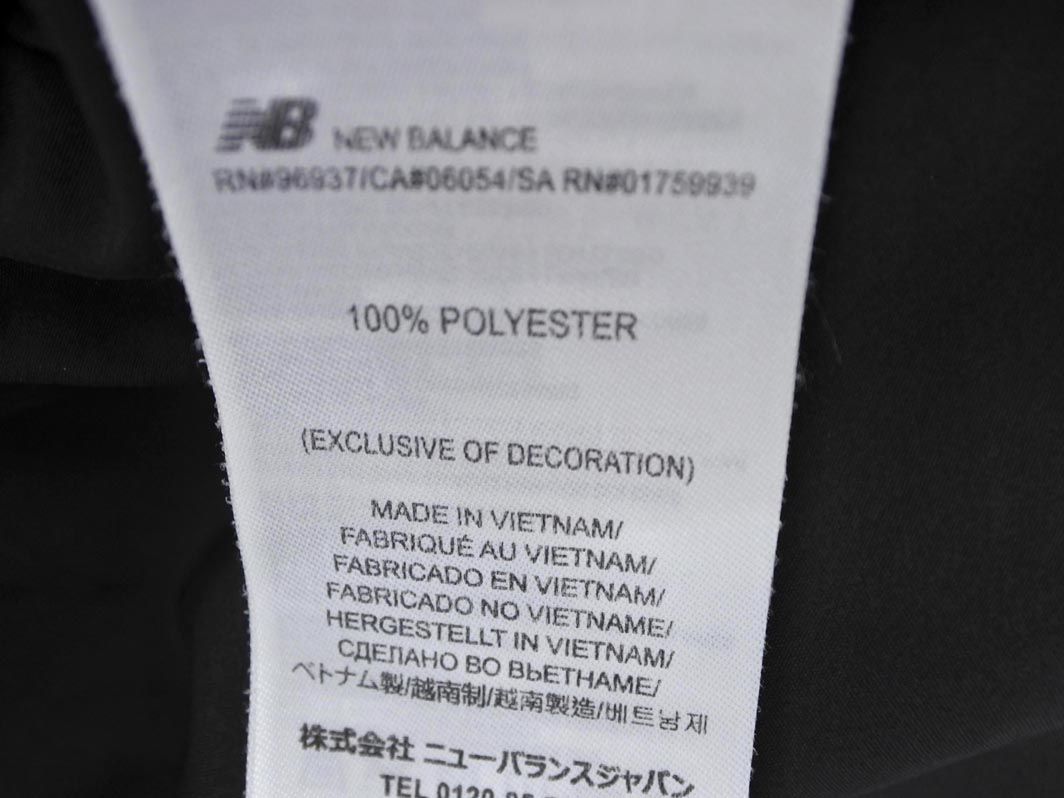 NB NEW BALANCE
RN#96937/CA#06054/SA RN#01759939
100% POLYESTER
(EXCLUSIVE OF DECORATION)
MADE IN VIETNAM/
FABRIQUÉ AU VIETNAM/
FABRICADO EN VIETNAM/
FABRICADO NO VIETNAME/
HERGESTELLT IN VIETNAM/
СДЕЛАНО ВО ВЬЕТНАМЕ/
ベトナム製/越南制/越南製造/베트남제
株式会社 ニューバランスジャパン
TEL 0120